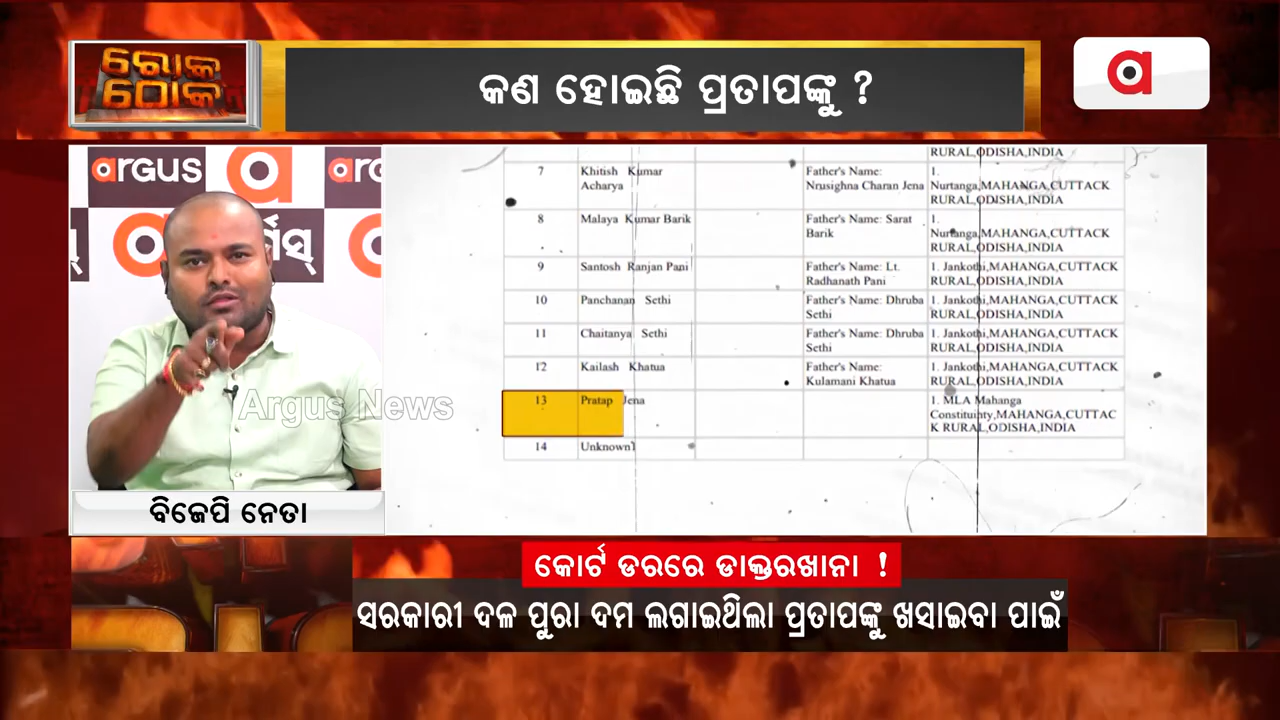 ରୋକ
ଠୋକ
କଣ ହୋଇଛି ପ୍ରତାପଙ୍କୁ ?
a
argus
a
Argus News
ବିଜେପି ନେତା
RURAL,ODISHA,INDIA
7 Khitish Kumar Acharya Father's Name: Nrusighna Charan Jena 1. Nurtanga,MAHANGA,CUTTACK RURAL,ODISHA,INDIA
8 Malaya Kumar Barik Father's Name: Sarat Barik 1. Nurtanga,MAHANGA,CUTTACK RURAL,ODISHA,INDIA
9 Santosh Ranjan Pani Father's Name: Lt. Radhanath Pani 1. Jankothi,MAHANGA,CUTTACK RURAL,ODISHA,INDIA
10 Panchanan Sethi Father's Name: Dhruba Sethi 1. Jankothi,MAHANGA,CUTTACK RURAL,ODISHA,INDIA
11 Chaitanya Sethi Father's Name: Dhruba Sethi 1. Jankothi,MAHANGA,CUTTACK RURAL,ODISHA,INDIA
12 Kailash Khatua Father's Name: Kulamani Khatua 1. Jankothi,MAHANGA,CUTTACK RURAL,ODISHA,INDIA
13 Pratap Jena 1. MLA Mahanga Constituinty,MAHANGA,CUTTAC K RURAL,ODISHA,INDIA
14 Unknown1
କୋର୍ଟ ଡରରେ ଡାକ୍ତରଖାନା !
ସରକାରୀ ଦଳ ପୁରା ଦମ ଲଗାଇଥିଲା ପ୍ରତାପଙ୍କୁ ଖସାଇବା ପାଇଁ